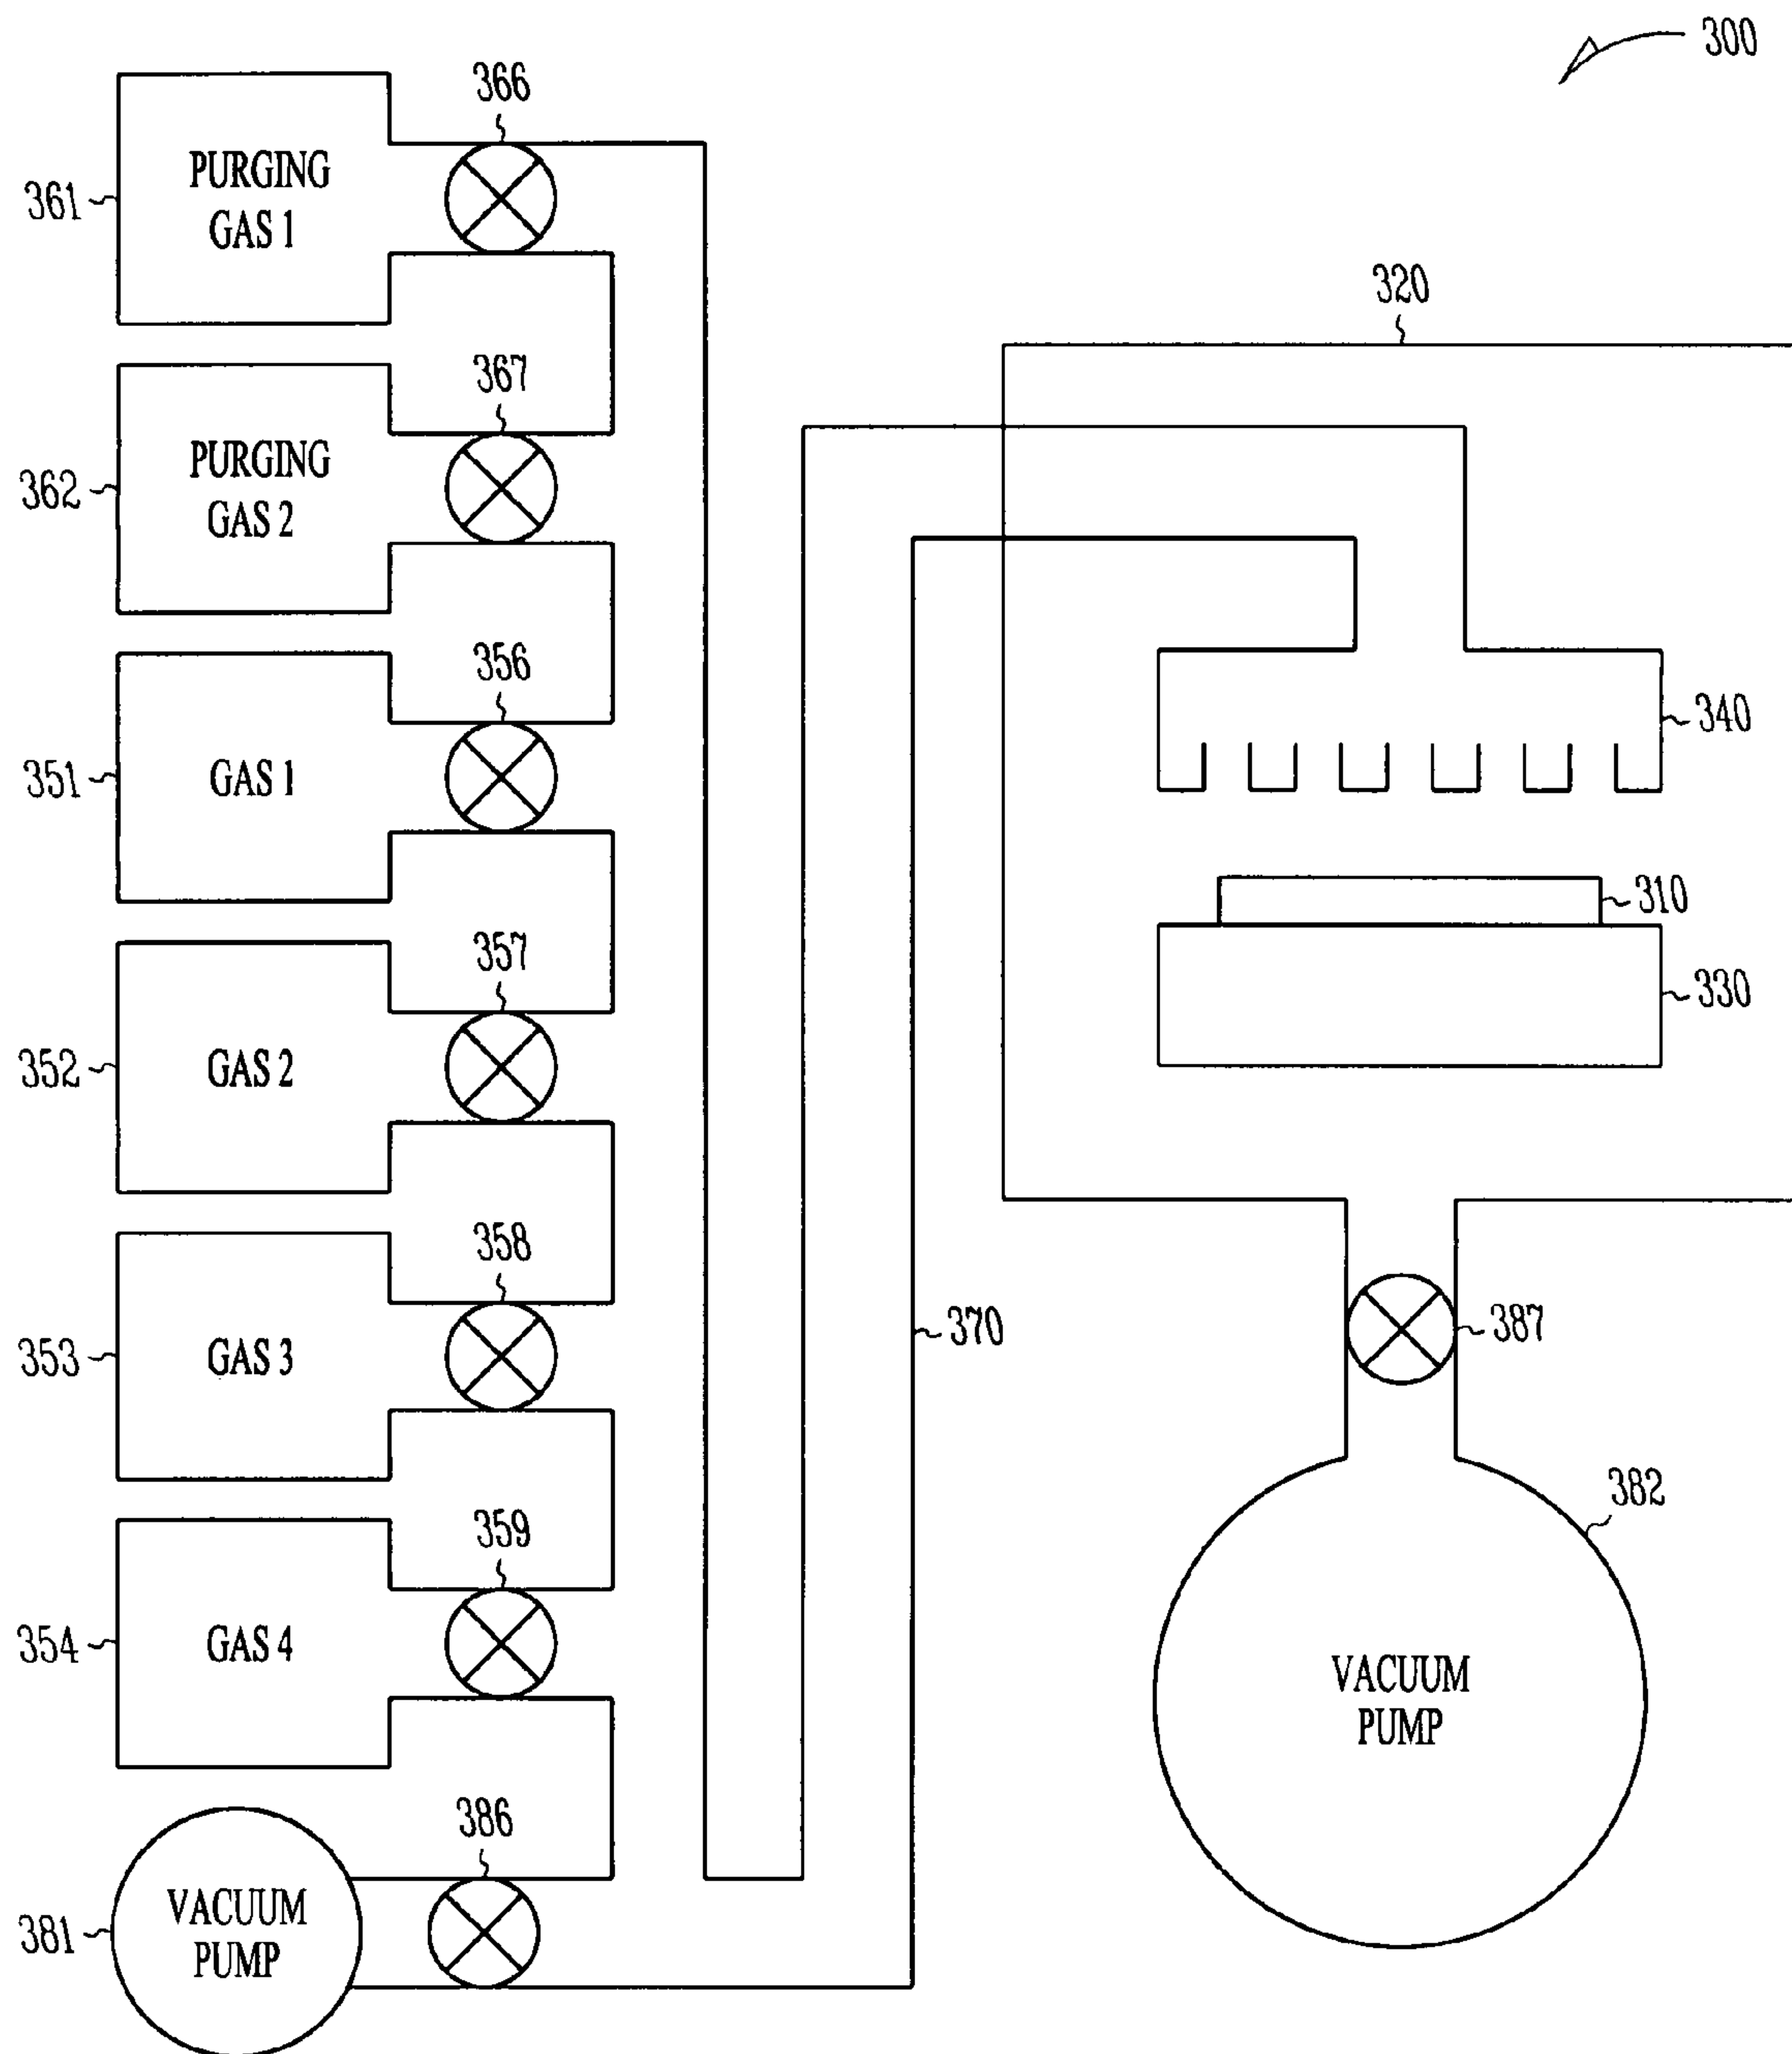 300
366
361
PURGING
GAS 1
320
367
362
PURGING
GAS 2
356
340
351
GAS 1
310
357
330
352
GAS 2
358
370
387
353
GAS 3
382
359
354
GAS 4
VACUUM
PUMP
386
381
VACUUM
PUMP